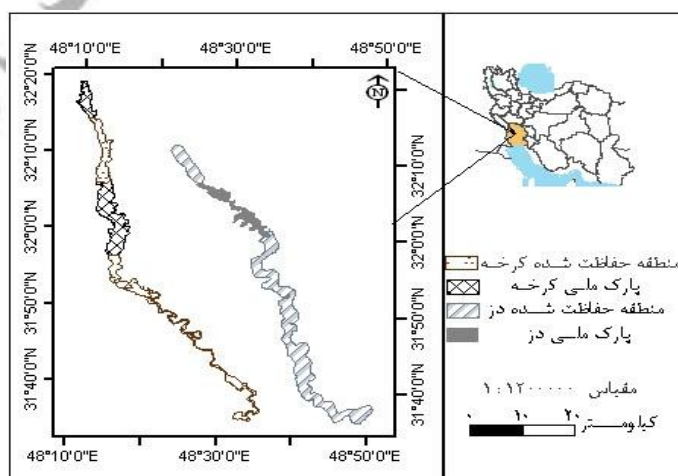 48°10'0"E 48°30'0"E 48°50'0"E
32°20'0"N
32°10'0"N
32°0'0"N
31°50'0"N
31°40'0"N
N
32°10'0"N
32°0'0"N
31°50'0"N
31°40'0"N
48°10'0"E 48°30'0"E 48°50'0"E
منطقه حفاظت شده کرخه
پارک ملی کرخه
منطقه حفاظت شده دز
پارک ملی دز
مقیاس ۱:۱۲۰۰۰۰۰
۰ ۱۰ ۲۰
کیلومتر